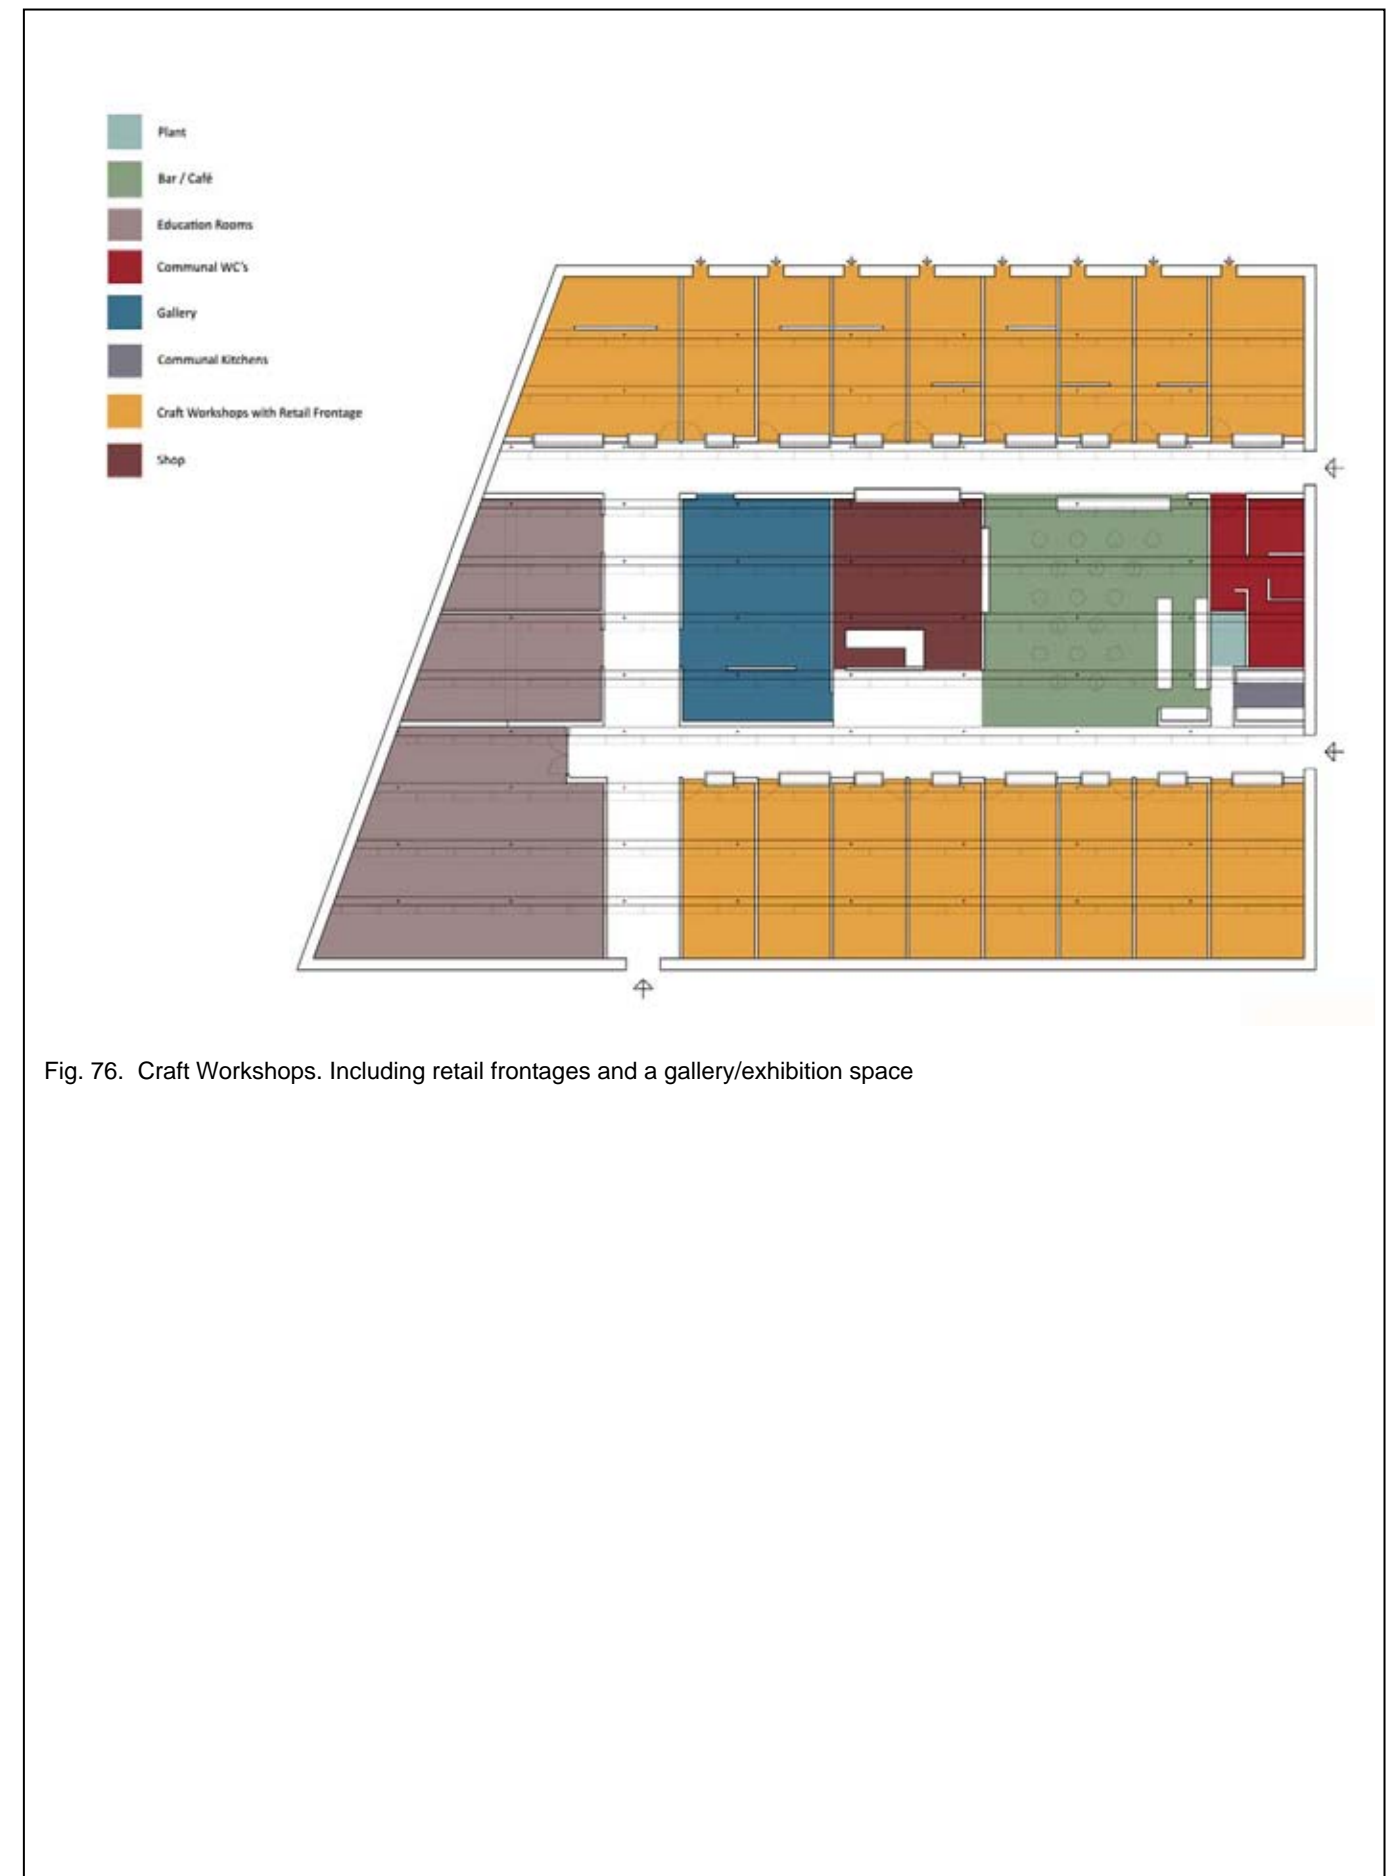 Plant
Bar / Café
Education Rooms
Communal WC's
Gallery
Communal Kitchens
Craft Workshops with Retail Frontage
Shop
Fig. 76.  Craft Workshops. Including retail frontages and a gallery/exhibition space